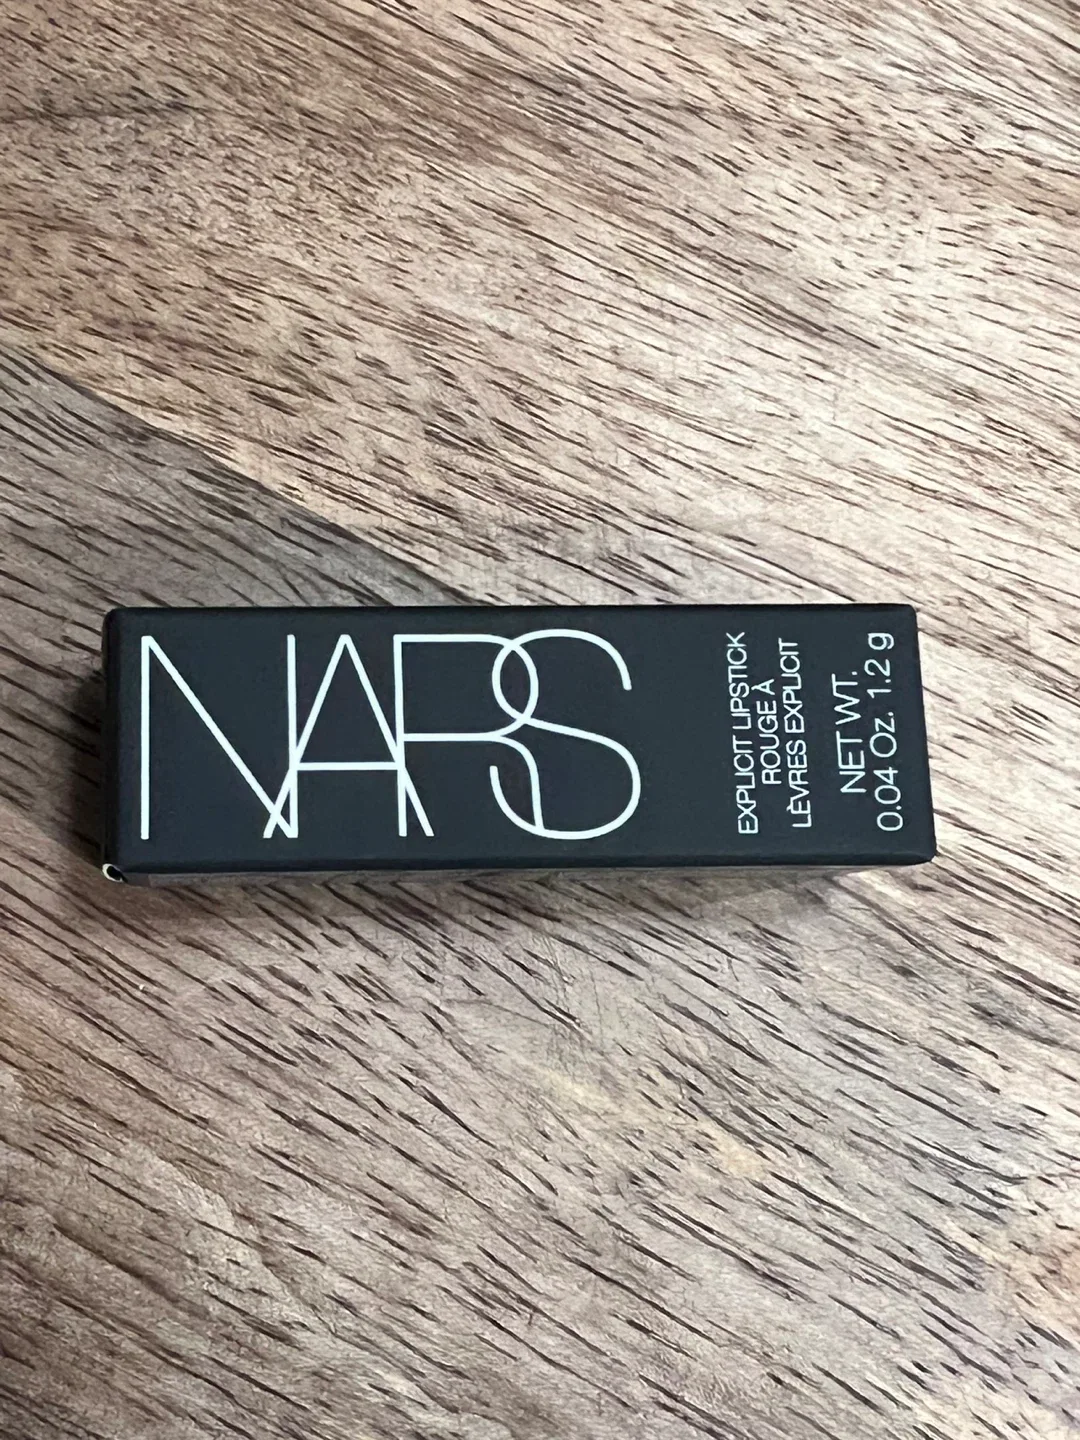 NARS
EXPLICIT LIPSTICK
ROUGE À
LÈVRES EXPLICIT
NET WT.
0.04 Oz. 1.2 g